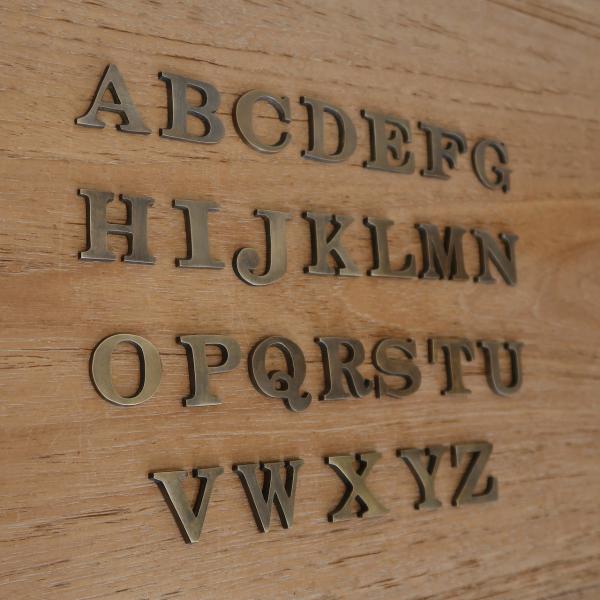 ABCDEFG
HIJKLMN
OPQRSTU
VWXYZ